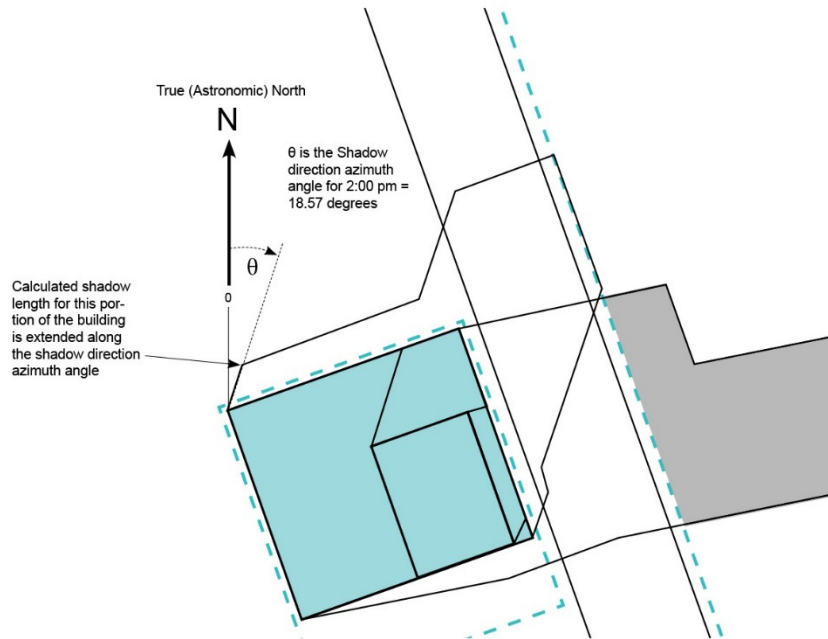 True (Astronomic) North
N
θ is the Shadow
direction azimuth
angle for 2:00 pm =
18.57 degrees
θ
0
Calculated shadow
length for this por-
tion of the building
is extended along
the shadow direction
azimuth angle